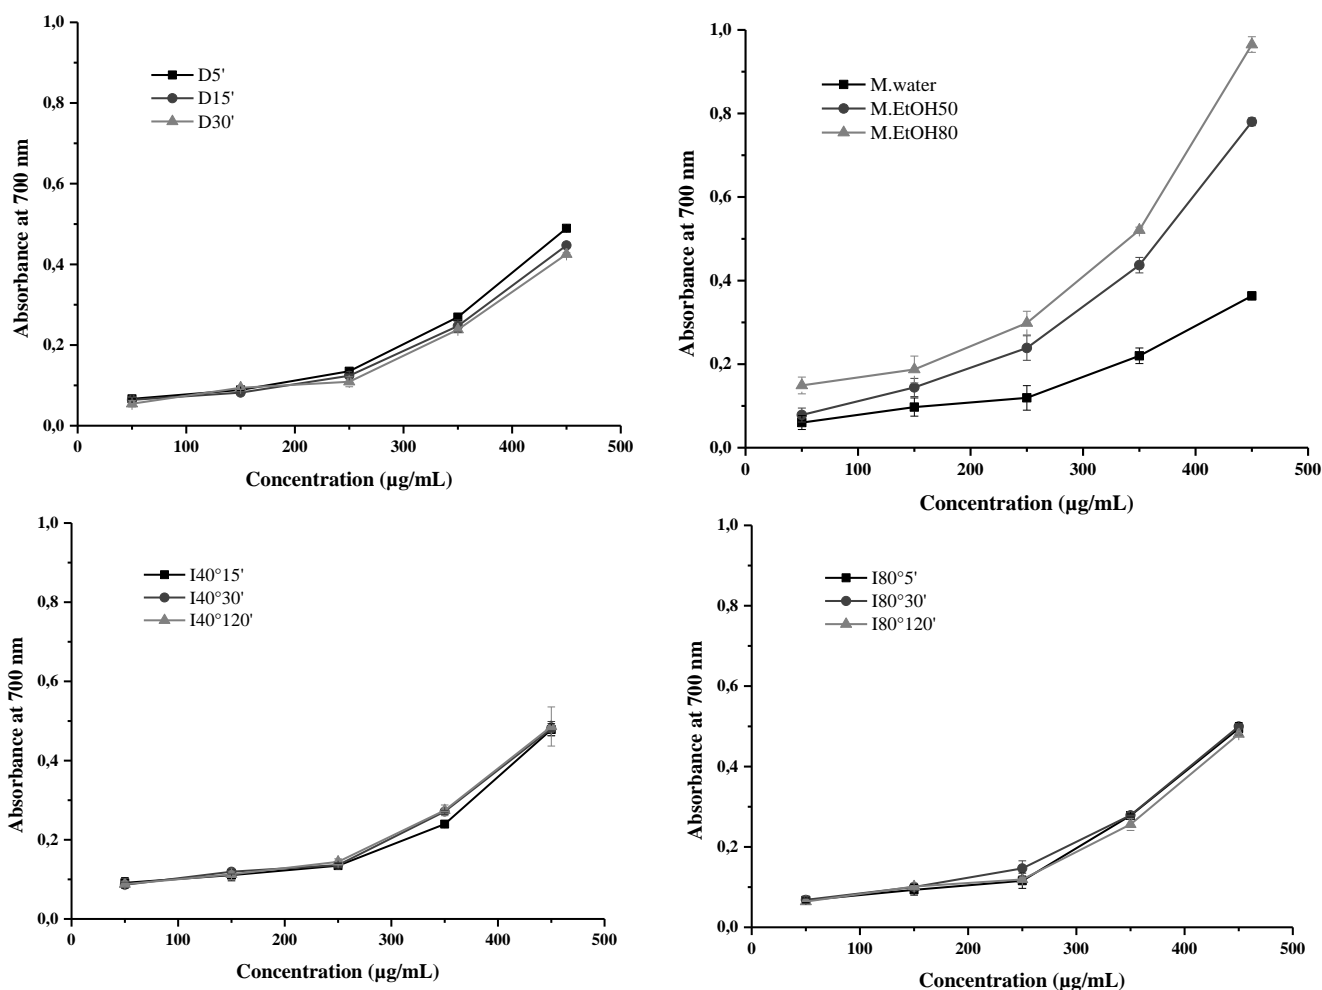 1,0
0,8
0,6
0,4
0,2
0,0
Absorbance at 700 nm
D5'
D15'
D30'
0 100 200 300 400 500
Concentration (µg/mL)
1,0
0,8
0,6
0,4
0,2
0,0
Absorbance at 700 nm
M.water
M.EtOH50
M.EtOH80
0 100 200 300 400 500
Concentration (µg/mL)
1,0
0,8
0,6
0,4
0,2
0,0
Absorbance at 700 nm
I40°15'
I40°30'
I40°120'
0 100 200 300 400 500
Concentration (µg/mL)
1,0
0,8
0,6
0,4
0,2
0,0
Absorbance at 700 nm
I80°5'
I80°30'
I80°120'
0 100 200 300 400 500
Concentration (µg/mL)